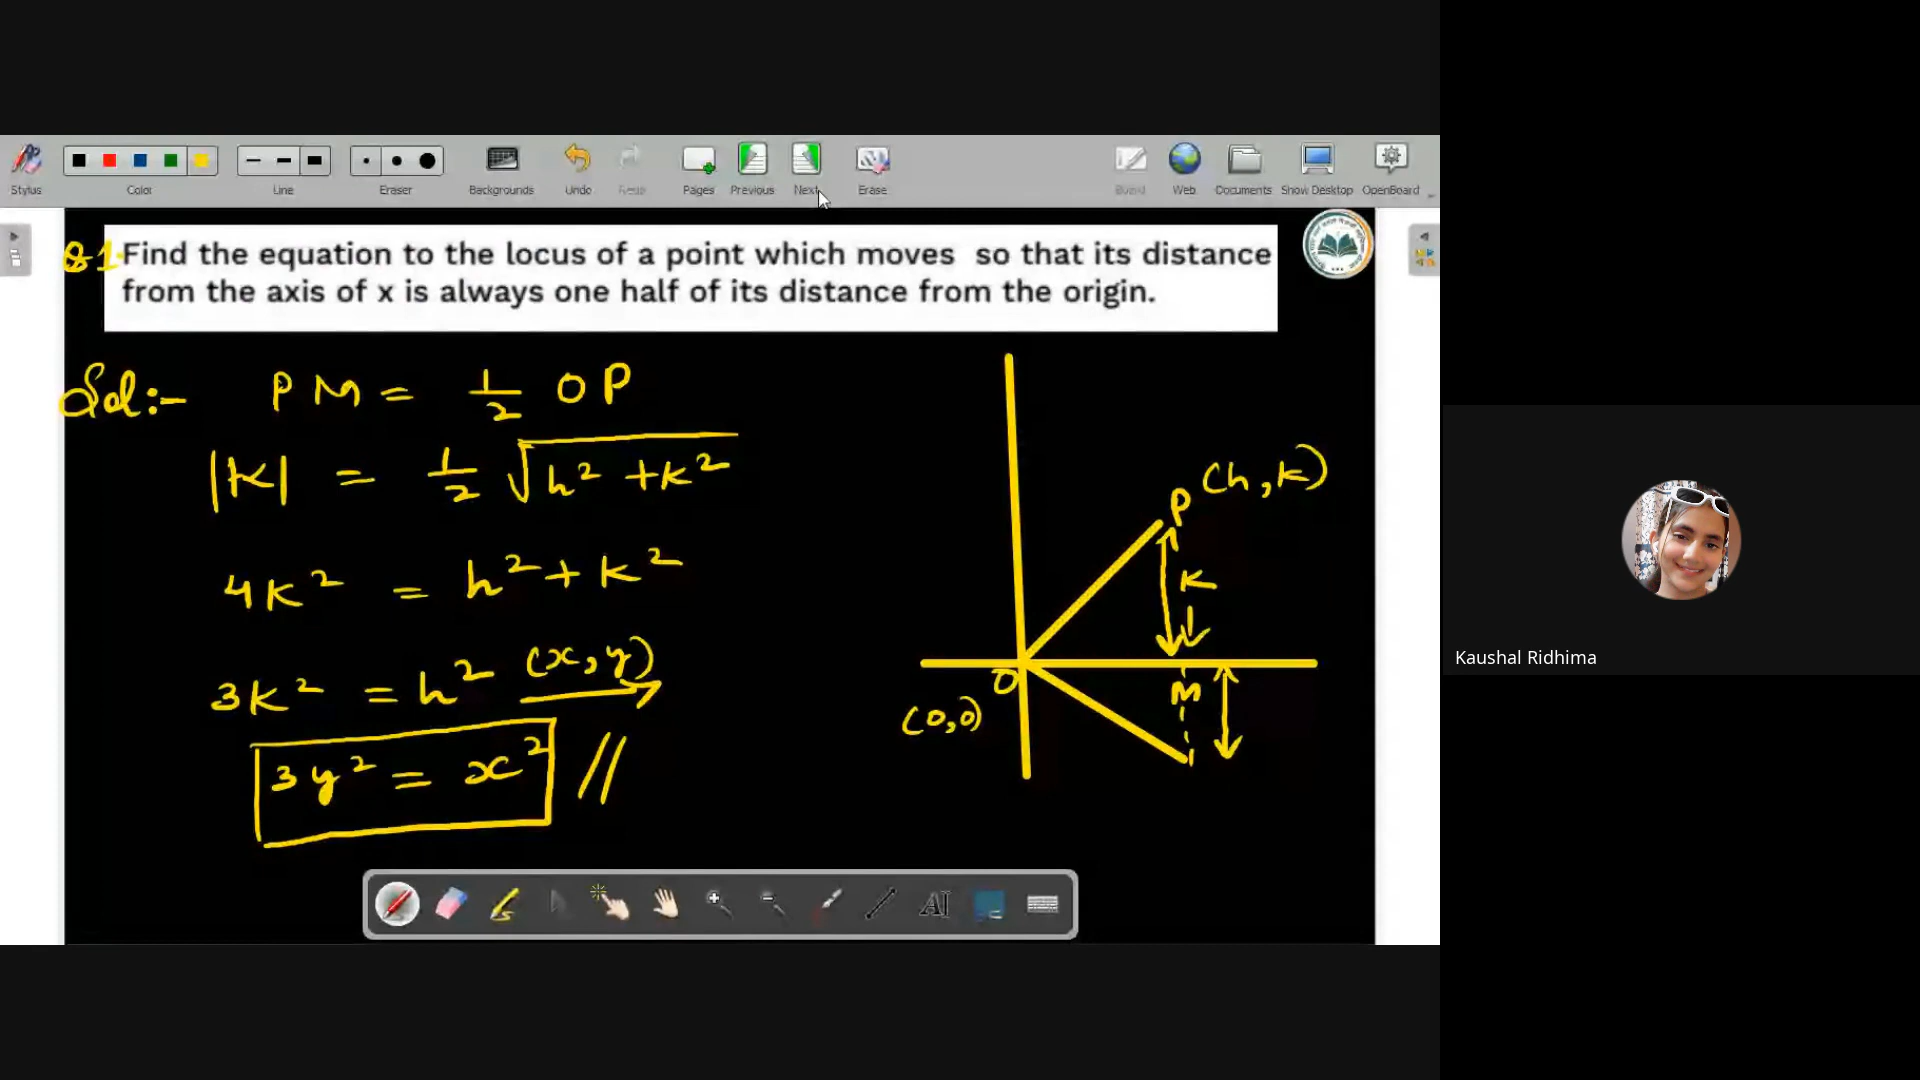 Stylus
Color
Line
Eraser
Backgrounds
Undo
Redo
Pages
Previous
Next
Erase
Board
Web
Documents
Show Desktop
OpenBoard
Q1. Find the equation to the locus of a point which moves so that its distance
from the axis of x is always one half of its distance from the origin.
Sol:- PM = 1/2 OP
|K| = 1/2 √(h² + k²)
4k² = h² + k²
3k² = h² (x,y)
3y² = x² //
P (h,k)
K
O
M
(0,0)
AI
Kaushal Ridhima